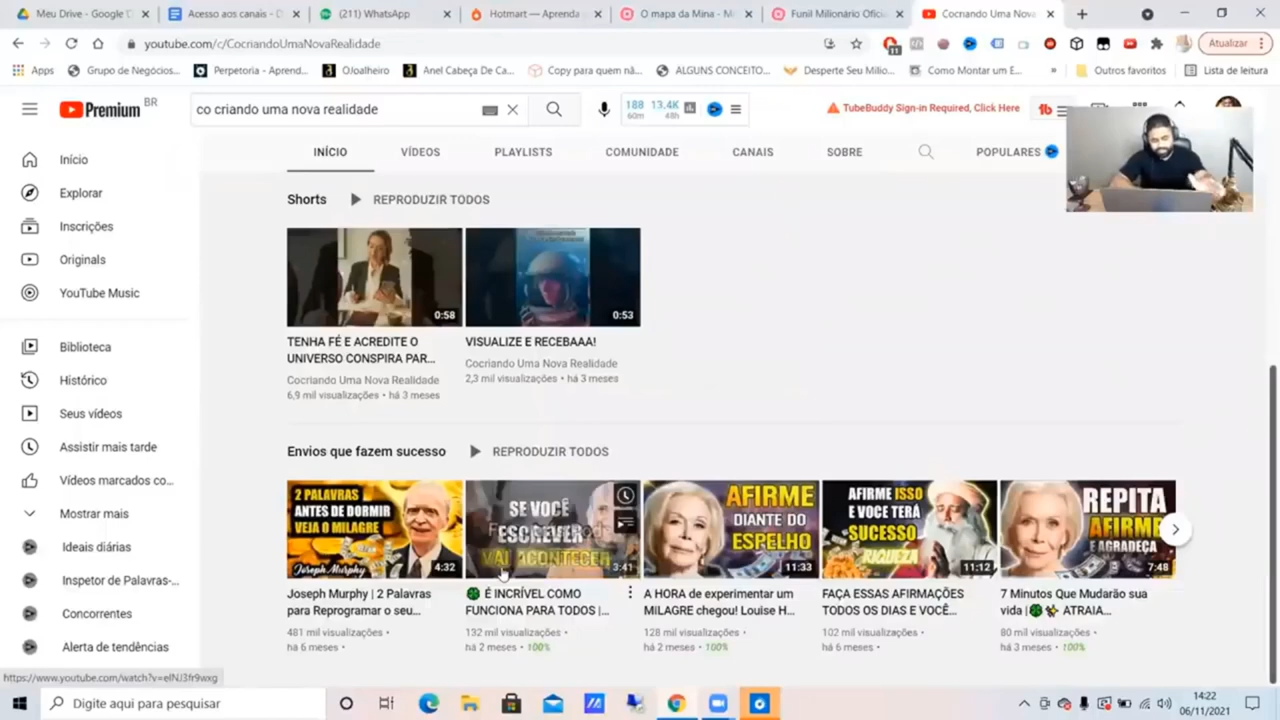 Meu Drive - Google D
Acesso aos canais - D
(211) WhatsApp
Hotmart — Aprenda
O mapa da Mina - M
Funil Milionário Ofici
Cocriando Uma Nova
youtube.com/c/CocriandoUmaNovaRealidade
11
Atualizar
Apps
Grupo de Negócios...
Perpetoria - Aprend...
OJoalheiro
Anel Cabeça De Ca...
Copy para quem nã...
ALGUNS CONCEITO...
Desperte Seu Milio...
Como Montar um E...
»
Outros favoritos
Lista de leitura
Premium BR
co criando uma nova realidade
188 13.4K
60m 48h
TubeBuddy Sign-in Required, Click Here
tb
INÍCIO
VÍDEOS
PLAYLISTS
COMUNIDADE
CANAIS
SOBRE
POPULARES
Início
Explorar
Inscrições
Originals
YouTube Music
Biblioteca
Histórico
Seus vídeos
Assistir mais tarde
Vídeos marcados co...
Mostrar mais
Ideais diárias
Inspetor de Palavras-...
Concorrentes
Alerta de tendências
Shorts
REPRODUZIR TODOS
0:58
0:53
TENHA FÉ E ACREDITE O
UNIVERSO CONSPIRA PAR...
Cocriando Uma Nova Realidade
6,9 mil visualizações • há 3 meses
VISUALIZE E RECEBAAA!
Cocriando Uma Nova Realidade
2,3 mil visualizações • há 3 meses
Envios que fazem sucesso
REPRODUZIR TODOS
2 PALAVRAS
ANTES DE DORMIR
VEJA O MILAGRE
Joseph Murphy
4:32
SE VOCÊ
ESCREVER
VAI ACONTECER
3:41
AFIRME
DIANTE DO
ESPELHO
11:33
AFIRME ISSO
E VOCE TERÁ
SUCESSO
RIQUEZA
11:12
REPITA
AFIRME
E AGRADEÇA
7:48
Joseph Murphy | 2 Palavras
para Reprogramar o seu...
481 mil visualizações •
há 6 meses •
É INCRÍVEL COMO
FUNCIONA PARA TODOS |...
132 mil visualizações •
há 2 meses • 100%
A HORA de experimentar um
MILAGRE chegou! Louise H...
128 mil visualizações •
há 2 meses • 100%
FAÇA ESSAS AFIRMAÇÕES
TODOS OS DIAS E VOCÊ...
102 mil visualizações •
há 6 meses •
7 Minutos Que Mudarão sua
vida | ATRAIA...
80 mil visualizações •
há 3 meses • 100%
Digite aqui para pesquisar
14:22
06/11/2021